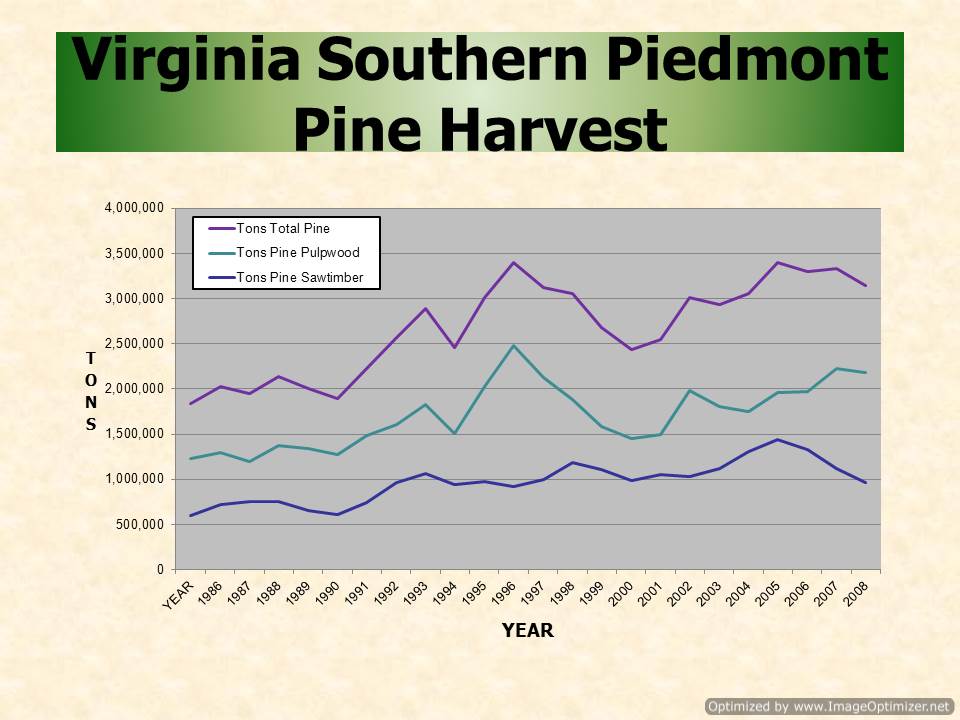 Virginia Southern Piedmont
Pine Harvest
4,000,000
3,500,000
3,000,000
2,500,000
2,000,000
1,500,000
1,000,000
500,000
0
Tons Total Pine
Tons Pine Pulpwood
Tons Pine Sawtimber
T
O
N
S
YEAR
1986
1987
1988
1989
1990
1991
1992
1993
1994
1995
1996
1997
1998
1999
2000
2001
2002
2003
2004
2005
2006
2007
2008
YEAR
Optimized by www.ImageOptimizer.net